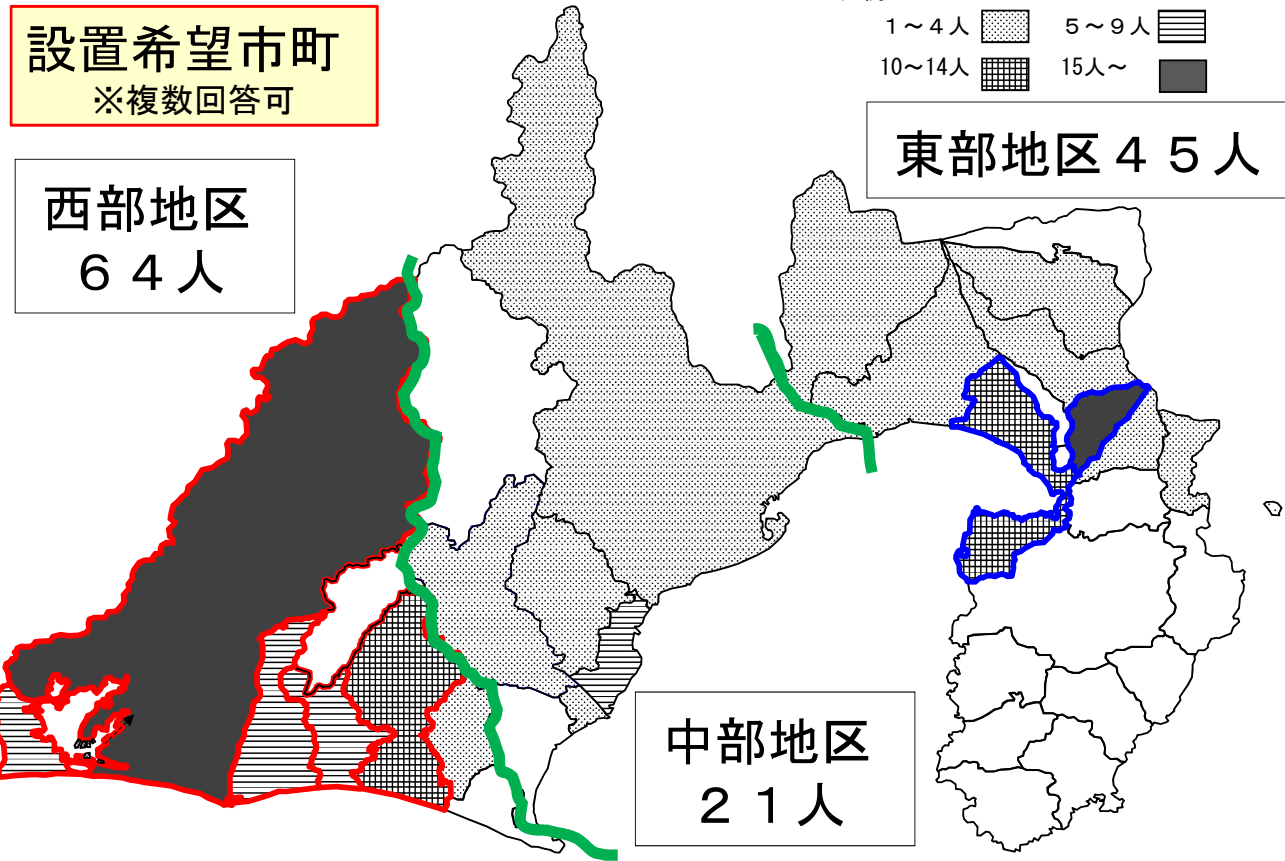 設置希望市町
※複数回答可
1～4人
５～９人
10～14人
15人～
東部地区４５人
西部地区
６４人
中部地区
２１人